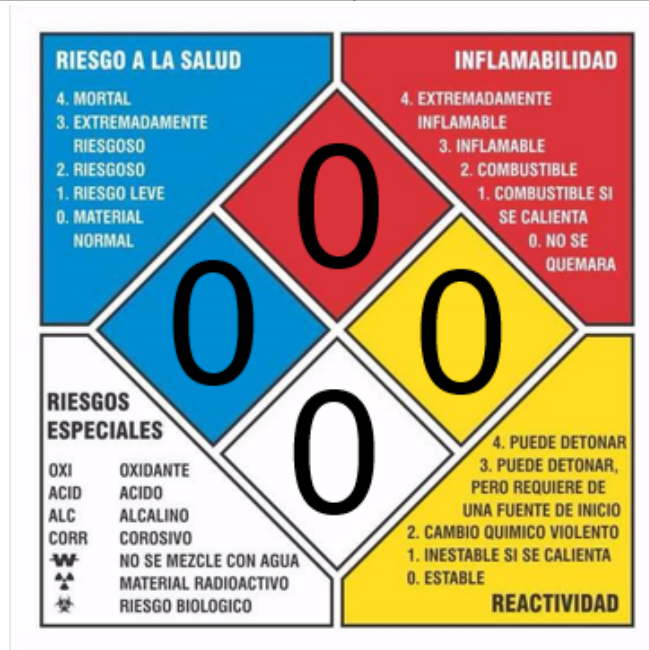 RIESGO A LA SALUD
4. MORTAL
3. EXTREMADAMENTE
RIESGOSO
2. RIESGOSO
1. RIESGO LEVE
0. MATERIAL
NORMAL
INFLAMABILIDAD
4. EXTREMADAMENTE
INFLAMABLE
3. INFLAMABLE
2. COMBUSTIBLE
1. COMBUSTIBLE SI
SE CALIENTA
0. NO SE
QUEMARA
0
0
0
0
RIESGOS
ESPECIALES
OXI OXIDANTE
ACID ACIDO
ALC ALCALINO
CORR COROSIVO
W NO SE MEZCLE CON AGUA
MATERIAL RADIOACTIVO
RIESGO BIOLOGICO
4. PUEDE DETONAR
3. PUEDE DETONAR,
PERO REQUIERE DE
UNA FUENTE DE INICIO
2. CAMBIO QUIMICO VIOLENTO
1. INESTABLE SI SE CALIENTA
0. ESTABLE
REACTIVIDAD